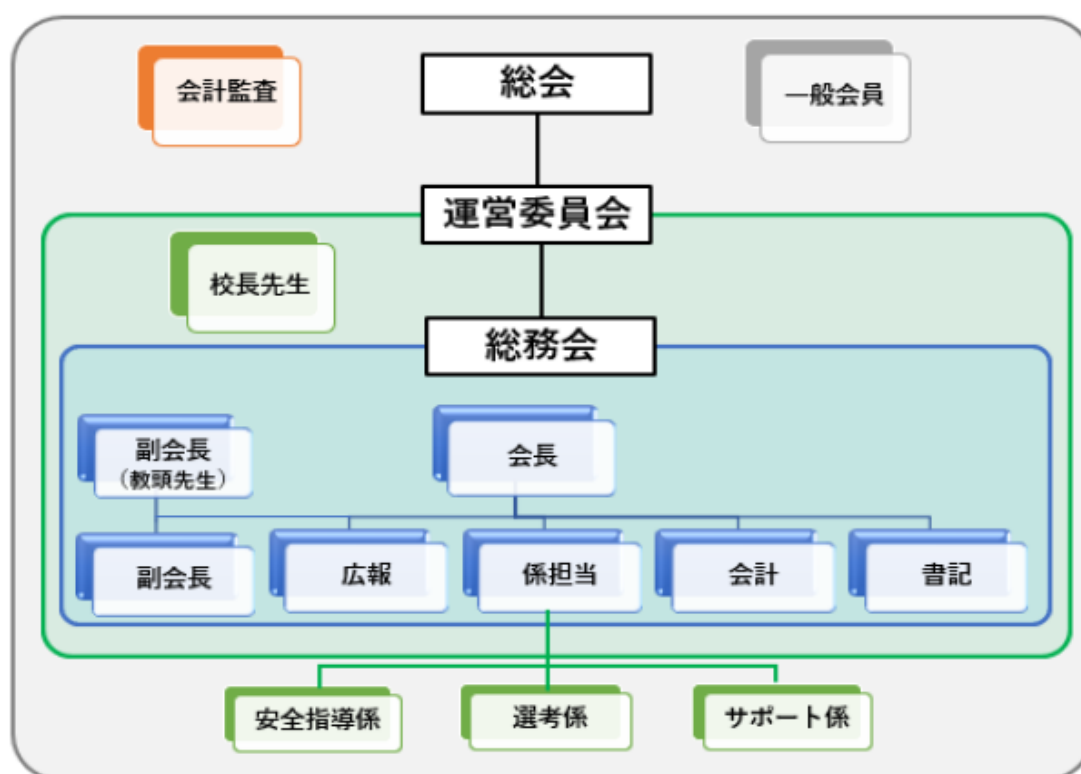 会計監査
総会
一般会員
運営委員会
校長先生
総務会
副会長
（教頭先生）
会長
副会長
広報
係担当
会計
書記
安全指導係
選考係
サポート係